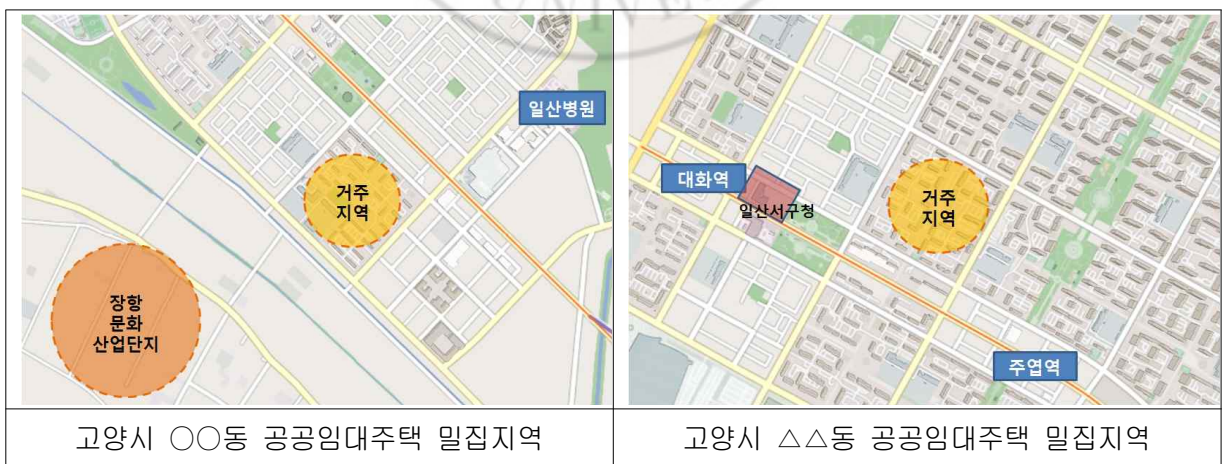 UNIVE
일산병원
거주
지역
장항
문화
산업단지
대화역
일산서구청
거주
지역
주엽역
고양시 ○○동 공공임대주택 밀집지역
고양시 △△동 공공임대주택 밀집지역